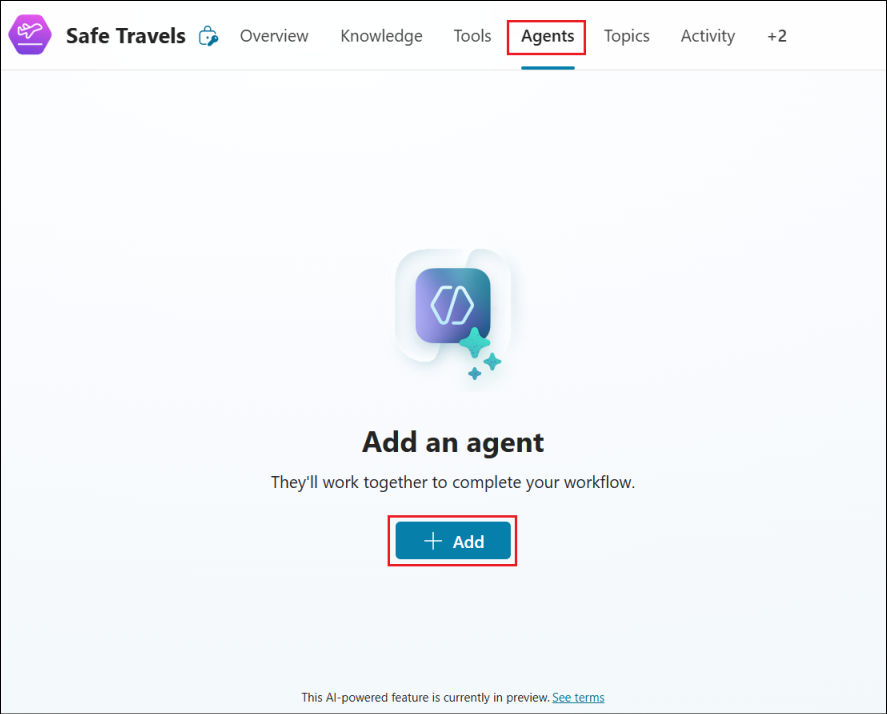 Safe Travels Overview Knowledge Tools Agents Topics Activity +2
Add an agent
They'll work together to complete your workflow.
Add
This AI-powered feature is currently in preview. See terms